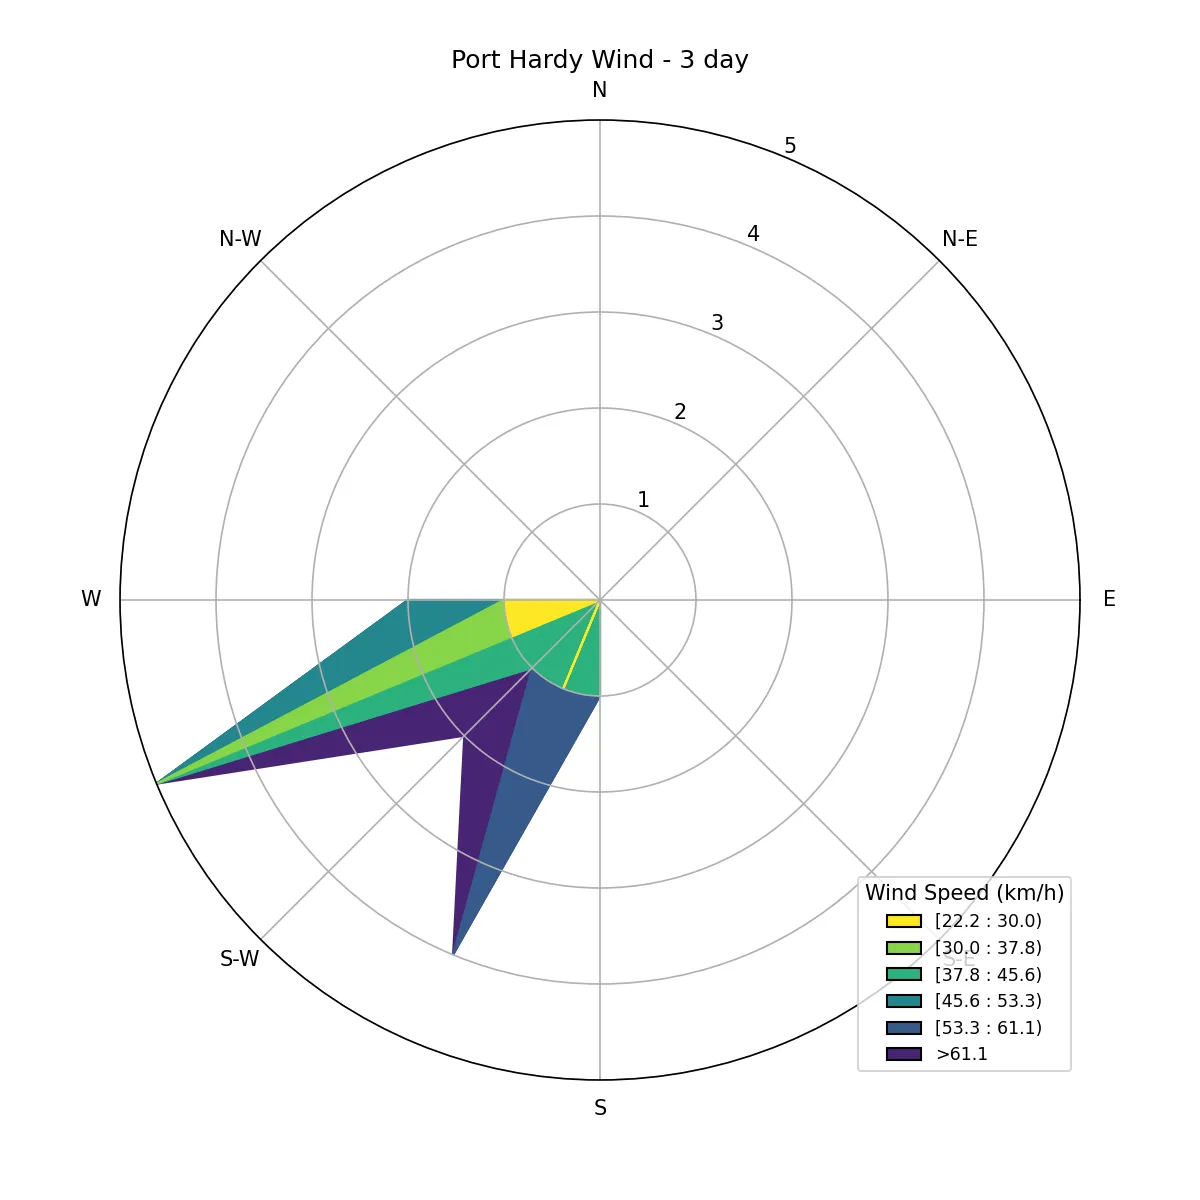 Port Hardy Wind - 3 day
N
5
N-W
4
N-E
3
2
1
W
E
S-W
S-E
S
Wind Speed (km/h)
[22.2 : 30.0)
[30.0 : 37.8)
[37.8 : 45.6)
[45.6 : 53.3)
[53.3 : 61.1)
>61.1